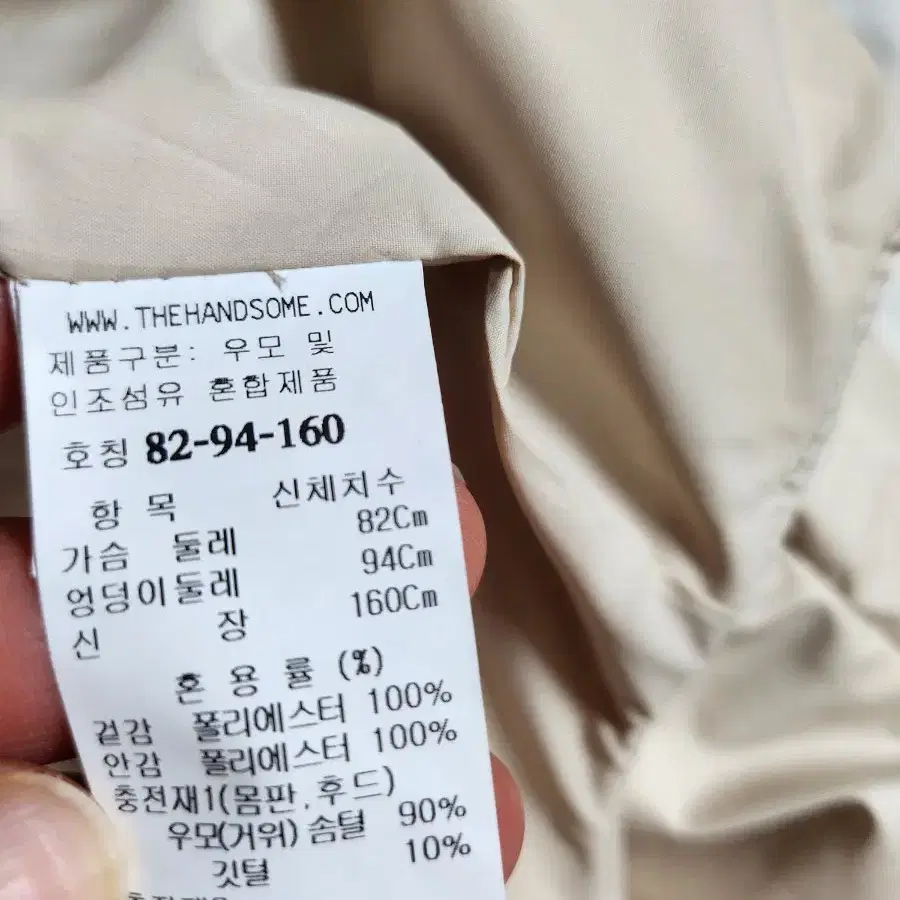 WWW.THEHANDSOME.COM
제품구분: 우모 및
인조섬유 혼합제품
호칭 82-94-160
항 목 신체치수
가슴 둘레 82Cm
엉덩이둘레 94Cm
신 장 160Cm
혼 용 률 (%)
겉감 폴리에스터 100%
안감 폴리에스터 100%
충전재1(몸판,후드)
우모(거위) 솜털 90%
깃털 10%